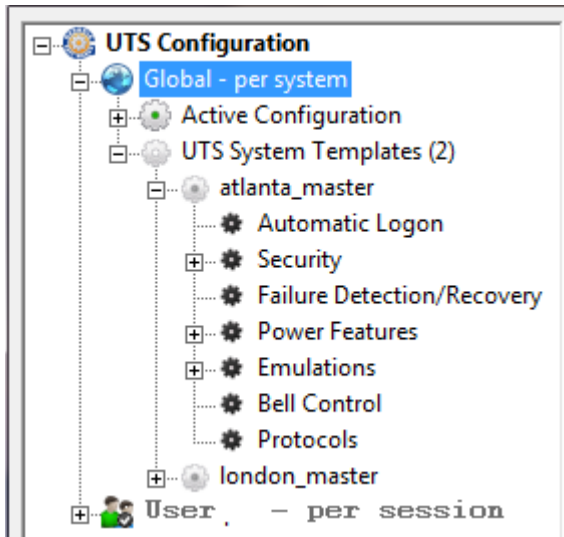 UTS Configuration
Global - per system
Active Configuration
UTS System Templates (2)
atlanta_master
Automatic Logon
Security
Failure Detection/Recovery
Power Features
Emulations
Bell Control
Protocols
london_master
User, - per session